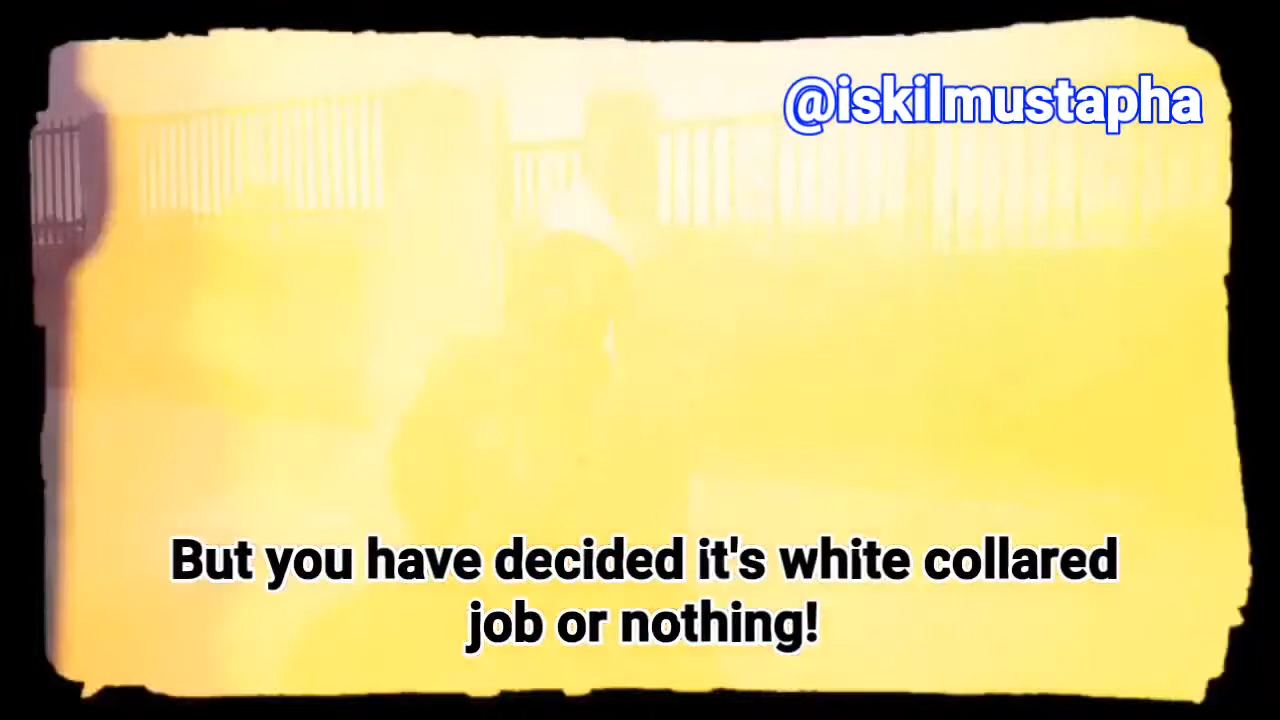 @iskilmustapha
But you have decided it's white collared
job or nothing!